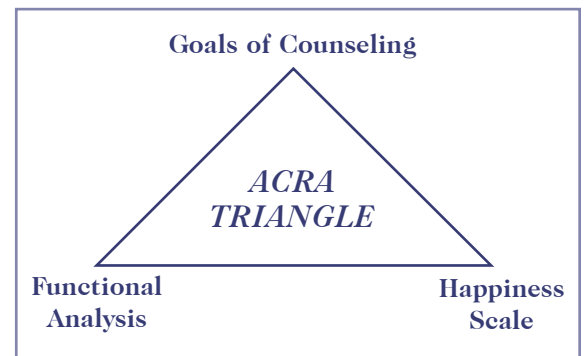 Goals of Counseling
ACRA
TRIANGLE
Functional
Analysis
Happiness
Scale